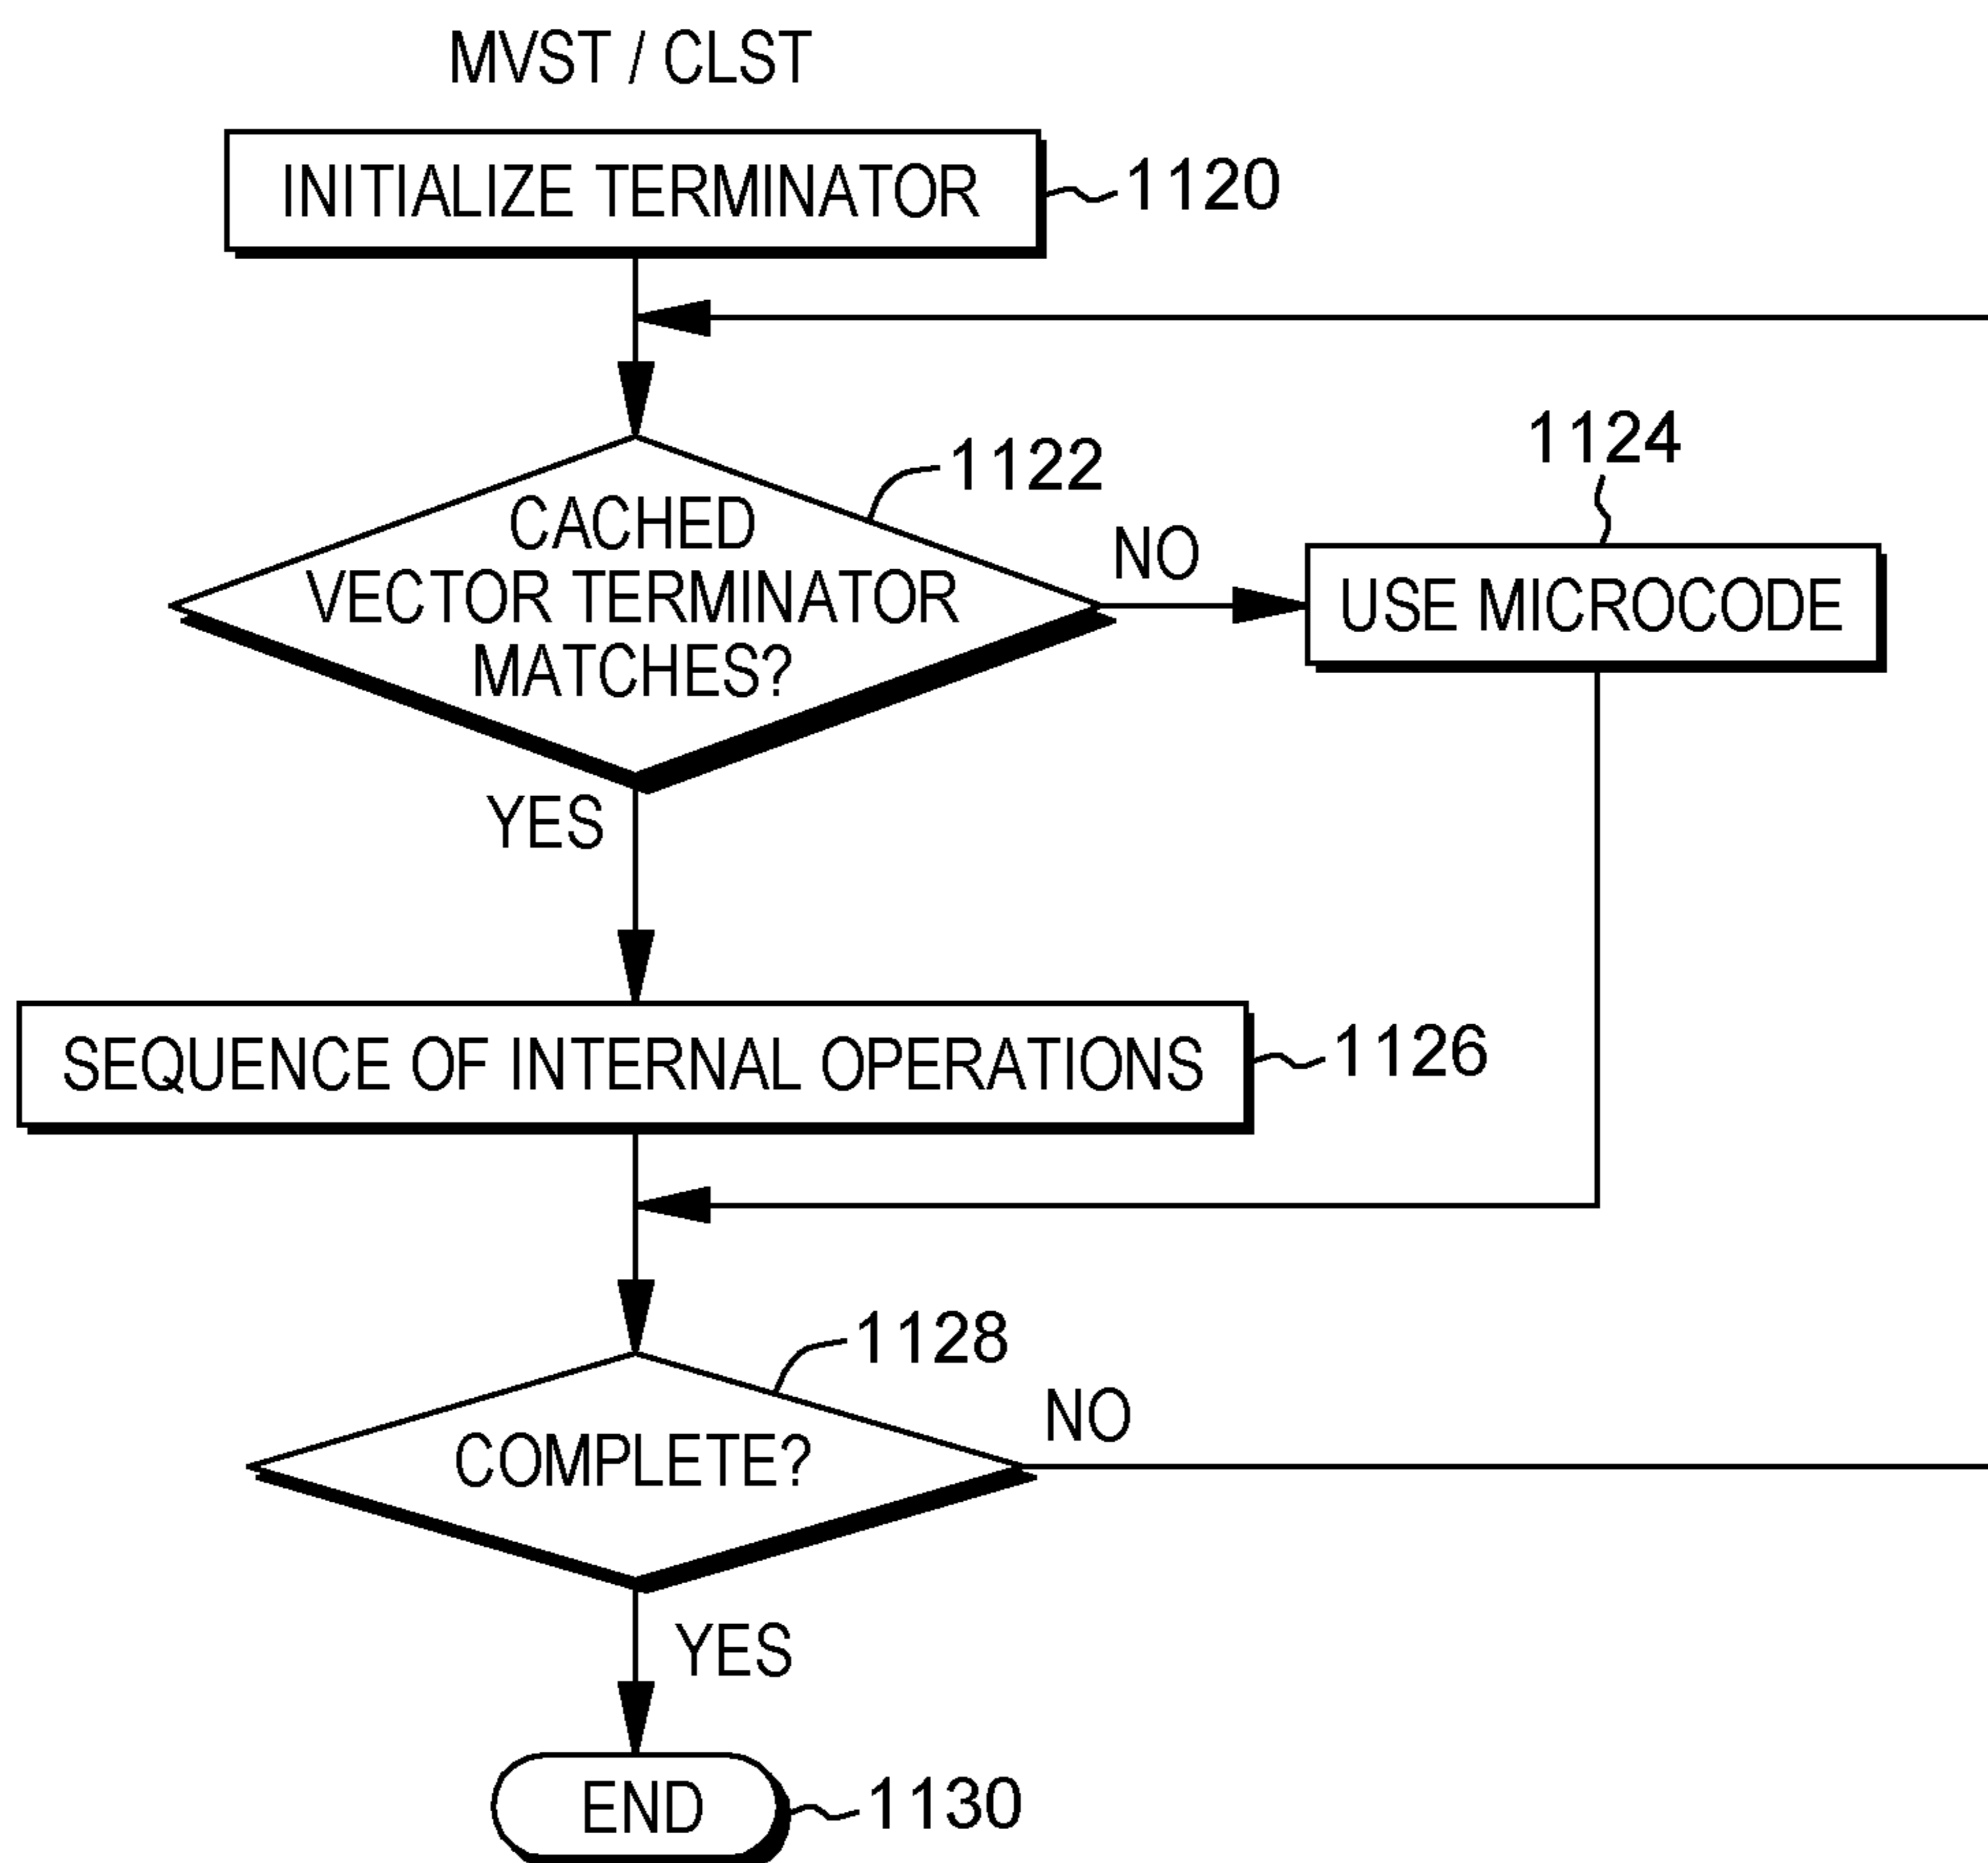 MVST / CLST
INITIALIZE TERMINATOR
1120
1122
1124
CACHED
VECTOR TERMINATOR
MATCHES?
NO
USE MICROCODE
YES
SEQUENCE OF INTERNAL OPERATIONS
1126
1128
COMPLETE?
NO
YES
END
1130